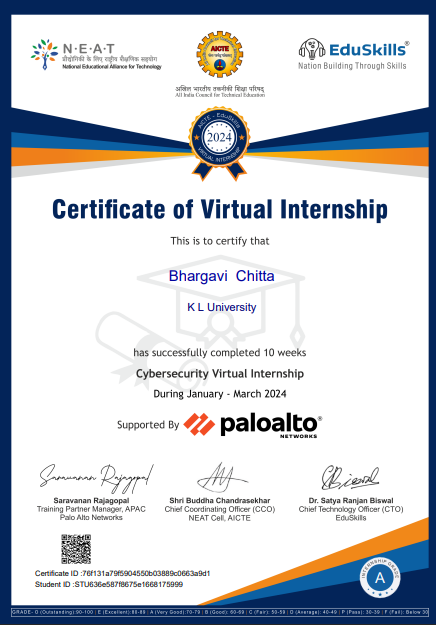 N·E·A·T
प्रौद्योगिकी के लिए राष्ट्रीय शैक्षणिक सहयोग
National Educational Alliance for Technology
AICTE
अखिल भारतीय तकनीकी शिक्षा परिषद्
All India Council for Technical Education
EduSkills®
Nation Building Through Skills
AICTE - EduSkills
2024
VIRTUAL INTERNSHIP
Certificate of Virtual Internship
This is to certify that
Bhargavi Chitta
K L University
has successfully completed 10 weeks
Cybersecurity Virtual Internship
During January - March 2024
Supported By paloalto®
NETWORKS
Saravanan Rajagopal
Saravanan Rajagopal
Training Partner Manager, APAC
Palo Alto Networks
Shri Buddha Chandrasekhar
Chief Coordinating Officer (CCO)
NEAT Cell, AICTE
Dr. Satya Ranjan Biswal
Chief Technology Officer (CTO)
EduSkills
Certificate ID :76f131a79f5904550b03889c0663a9d1
Student ID :STU636e587f8675e1668175999
INTERNSHIP GRADE
A
GRADE- O (Outstanding):90-100 | E (Excellent):80-89 | A (Very Good):70-79 | B (Good): 60-69 | C (Fair): 50-59 | D (Average): 40-49 | P (Pass): 30-39 | F (Fail): Below 30